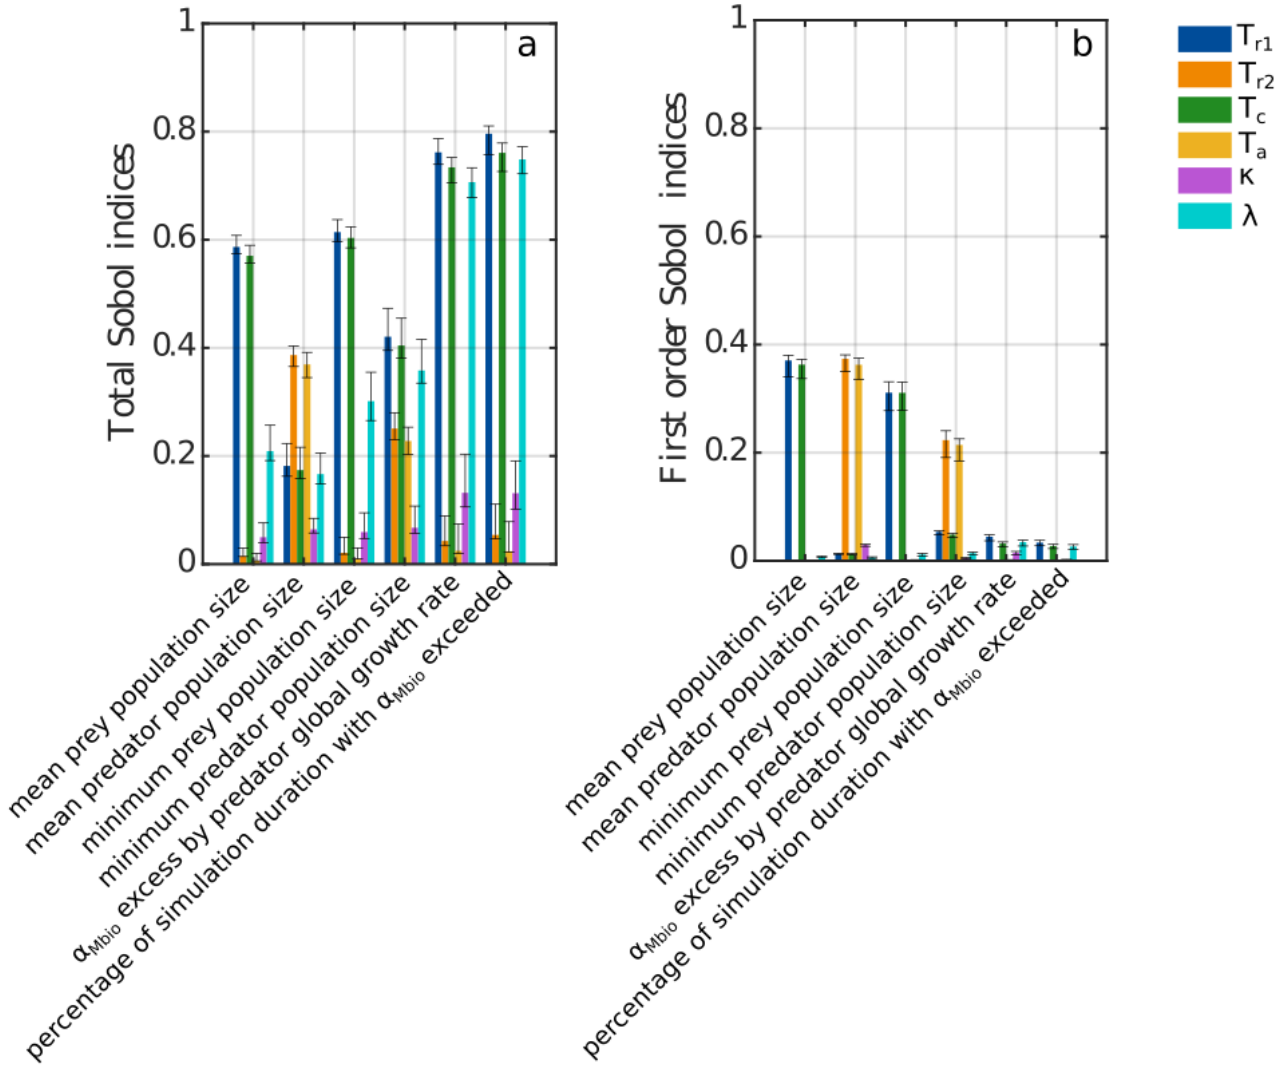 a
Total Sobol indices
1
0.8
0.6
0.4
0.2
0
mean prey population size
mean predator population size
minimum prey population size
minimum predator population size
αMbio excess by predator global growth rate
percentage of simulation duration with αMbio exceeded
b
First order Sobol indices
1
0.8
0.6
0.4
0.2
0
mean prey population size
mean predator population size
minimum prey population size
minimum predator population size
αMbio excess by predator global growth rate
percentage of simulation duration with αMbio exceeded
Tr1
Tr2
Tc
Ta
κ
λ